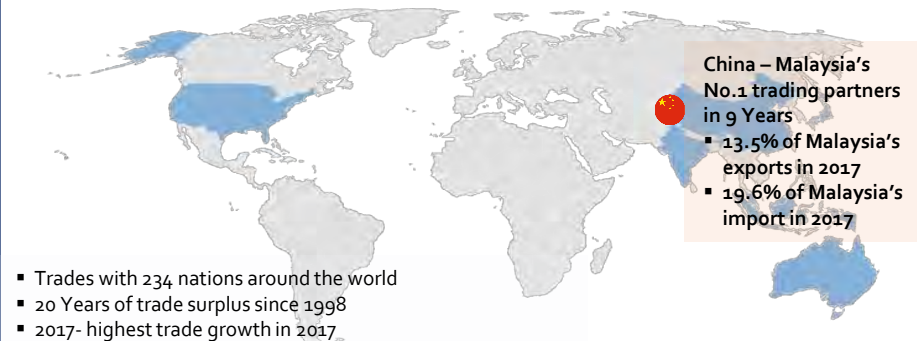 China – Malaysia's
No.1 trading partners
in 9 Years
▪ 13.5% of Malaysia's
exports in 2017
▪ 19.6% of Malaysia's
import in 2017
▪ Trades with 234 nations around the world
▪ 20 Years of trade surplus since 1998
▪ 2017- highest trade growth in 2017